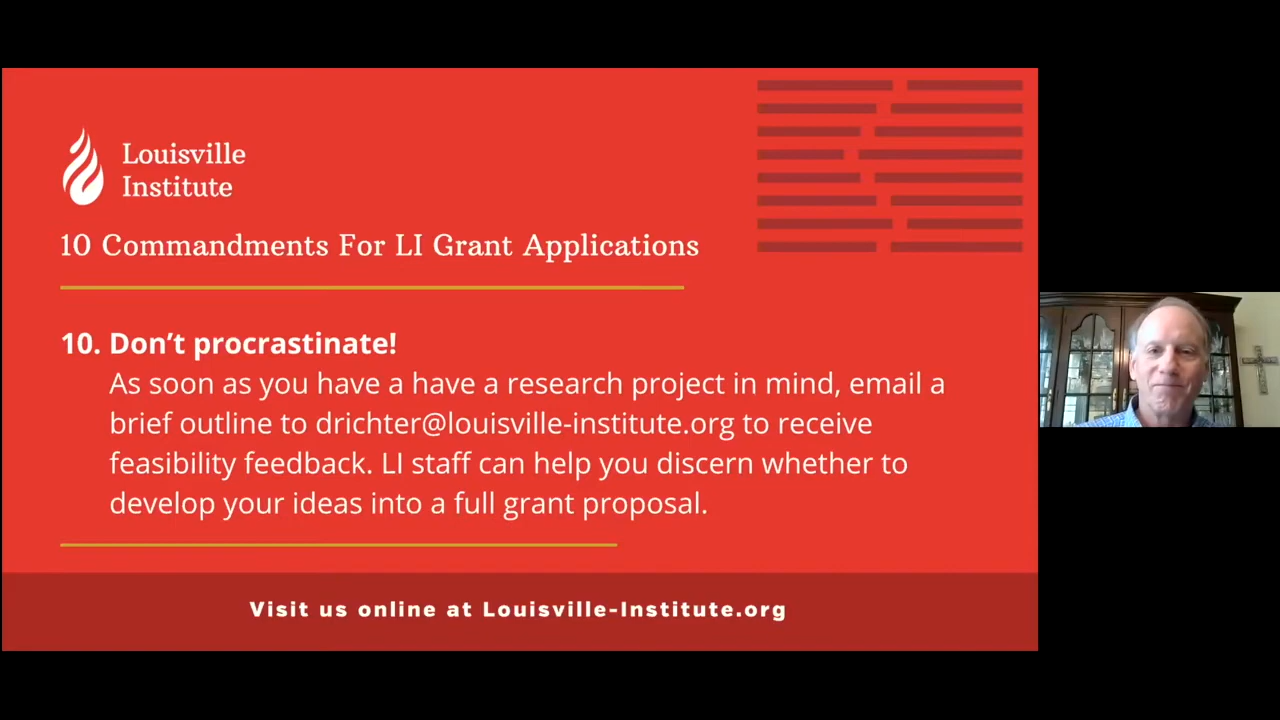 Louisville
Institute
10 Commandments For LI Grant Applications
10. Don’t procrastinate!
As soon as you have a have a research project in mind, email a
brief outline to drichter@louisville-institute.org to receive
feasibility feedback. LI staff can help you discern whether to
develop your ideas into a full grant proposal.
Visit us online at Louisville-Institute.org